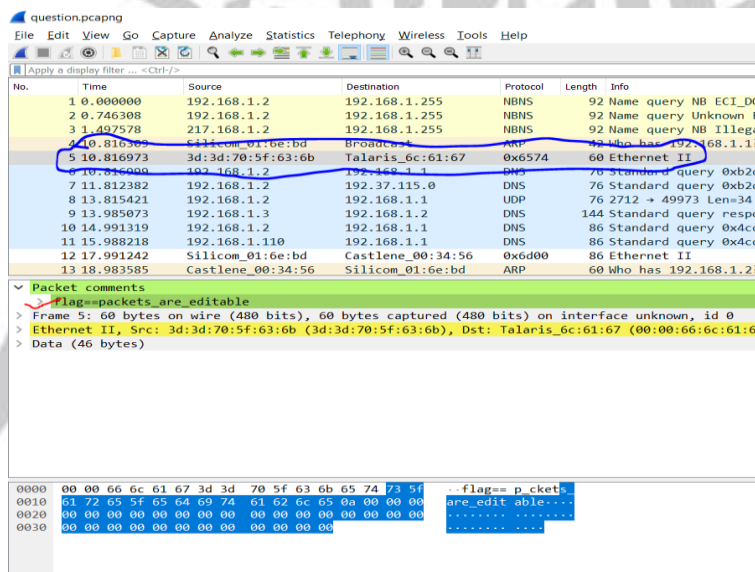 question.pcapng
File Edit View Go Capture Analyze Statistics Telephony Wireless Tools Help
Apply a display filter ... <Ctrl-/>
No. Time Source Destination Protocol Length Info
1 0.000000 192.168.1.2 192.168.1.255 NBNS 92 Name query NB ECI_DO
2 0.746308 192.168.1.2 192.168.1.255 NBNS 92 Name query Unknown
3 1.497578 217.168.1.2 192.168.1.255 NBNS 92 Name query NB Illega
4 10.816309 Silicom_01:6e:bd Broadcast ARP 42 Who has 192.168.1.1
5 10.816973 3d:3d:70:5f:63:6b Talaris_6c:61:67 0x6574 60 Ethernet II
6 10.816999 192.168.1.2 192.168.1.1 DNS 76 Standard query 0xb2
7 11.812382 192.168.1.2 192.37.115.0 DNS 76 Standard query 0xb2
8 13.815421 192.168.1.2 192.168.1.1 UDP 76 2712 → 49973 Len=34
9 13.985073 192.168.1.3 192.168.1.2 DNS 144 Standard query respo
10 14.991319 192.168.1.2 192.168.1.1 DNS 86 Standard query 0x4cc
11 15.988218 192.168.1.110 192.168.1.1 DNS 86 Standard query 0x4cc
12 17.991242 Silicom_01:6e:bd Castlene_00:34:56 0x6d00 86 Ethernet II
13 18.983585 Castlene_00:34:56 Silicom_01:6e:bd ARP 60 Who has 192.168.1.2
Packet comments
flag==packets_are_editable
Frame 5: 60 bytes on wire (480 bits), 60 bytes captured (480 bits) on interface unknown, id 0
Ethernet II, Src: 3d:3d:70:5f:63:6b (3d:3d:70:5f:63:6b), Dst: Talaris_6c:61:67 (00:00:66:6c:61:6
Data (46 bytes)
0000 00 00 66 6c 61 67 3d 3d 70 5f 63 6b 65 74 73 5f ··flag== p_ckets_
0010 61 72 65 5f 65 64 69 74 61 62 6c 65 0a 00 00 00 are_edit able····
0020 00 00 00 00 00 00 00 00 00 00 00 00 00 00 00 00 ········ ········
0030 00 00 00 00 00 00 00 00 00 00 00 00 ········ ····